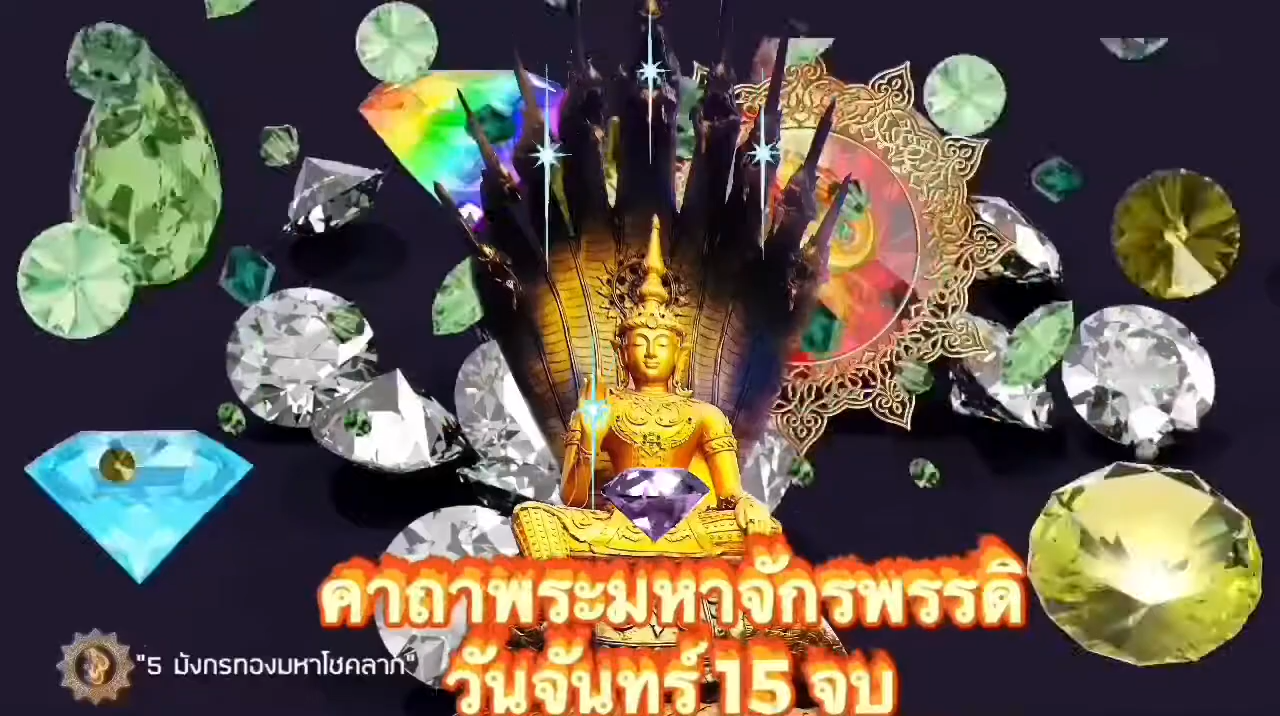 คาถาพระมหาจักรพรรดิ
"5 มังกรทองมหาโชคลาภ"
วันจันทร์ 15 จบ